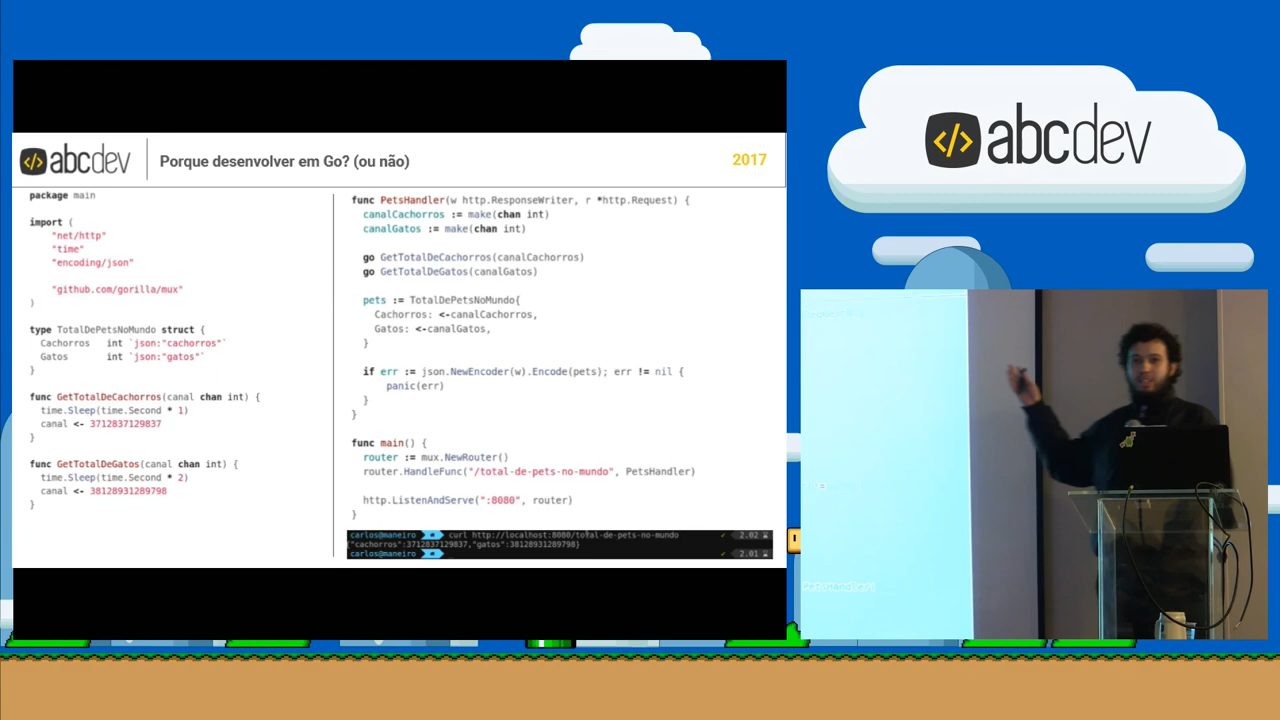 </> abcdev
</> abcdev
Porque desenvolver em Go? (ou não)
2017
package main
import (
"net/http"
"time"
"encoding/json"
"github.com/gorilla/mux"
)
type TotalDePetsNoMundo struct {
Cachorros int `json:"cachorros"`
Gatos int `json:"gatos"`
}
func GetTotalDeCachorros(canal chan int) {
time.Sleep(time.Second * 1)
canal <- 3712837129837
}
func GetTotalDeGatos(canal chan int) {
time.Sleep(time.Second * 2)
canal <- 38128931289798
}
func PetsHandler(w http.ResponseWriter, r *http.Request) {
canalCachorros := make(chan int)
canalGatos := make(chan int)
go GetTotalDeCachorros(canalCachorros)
go GetTotalDeGatos(canalGatos)
pets := TotalDePetsNoMundo{
Cachorros: <-canalCachorros,
Gatos: <-canalGatos,
}
if err := json.NewEncoder(w).Encode(pets); err != nil {
panic(err)
}
}
func main() {
router := mux.NewRouter()
router.HandleFunc("/total-de-pets-no-mundo", PetsHandler)
http.ListenAndServe(":8080", router)
}
carlos@maneiro curl http://localhost:8080/total-de-pets-no-mundo ✓ 2.02
{"cachorros":3712837129837,"gatos":38128931289798}
carlos@maneiro ✓ 2.01